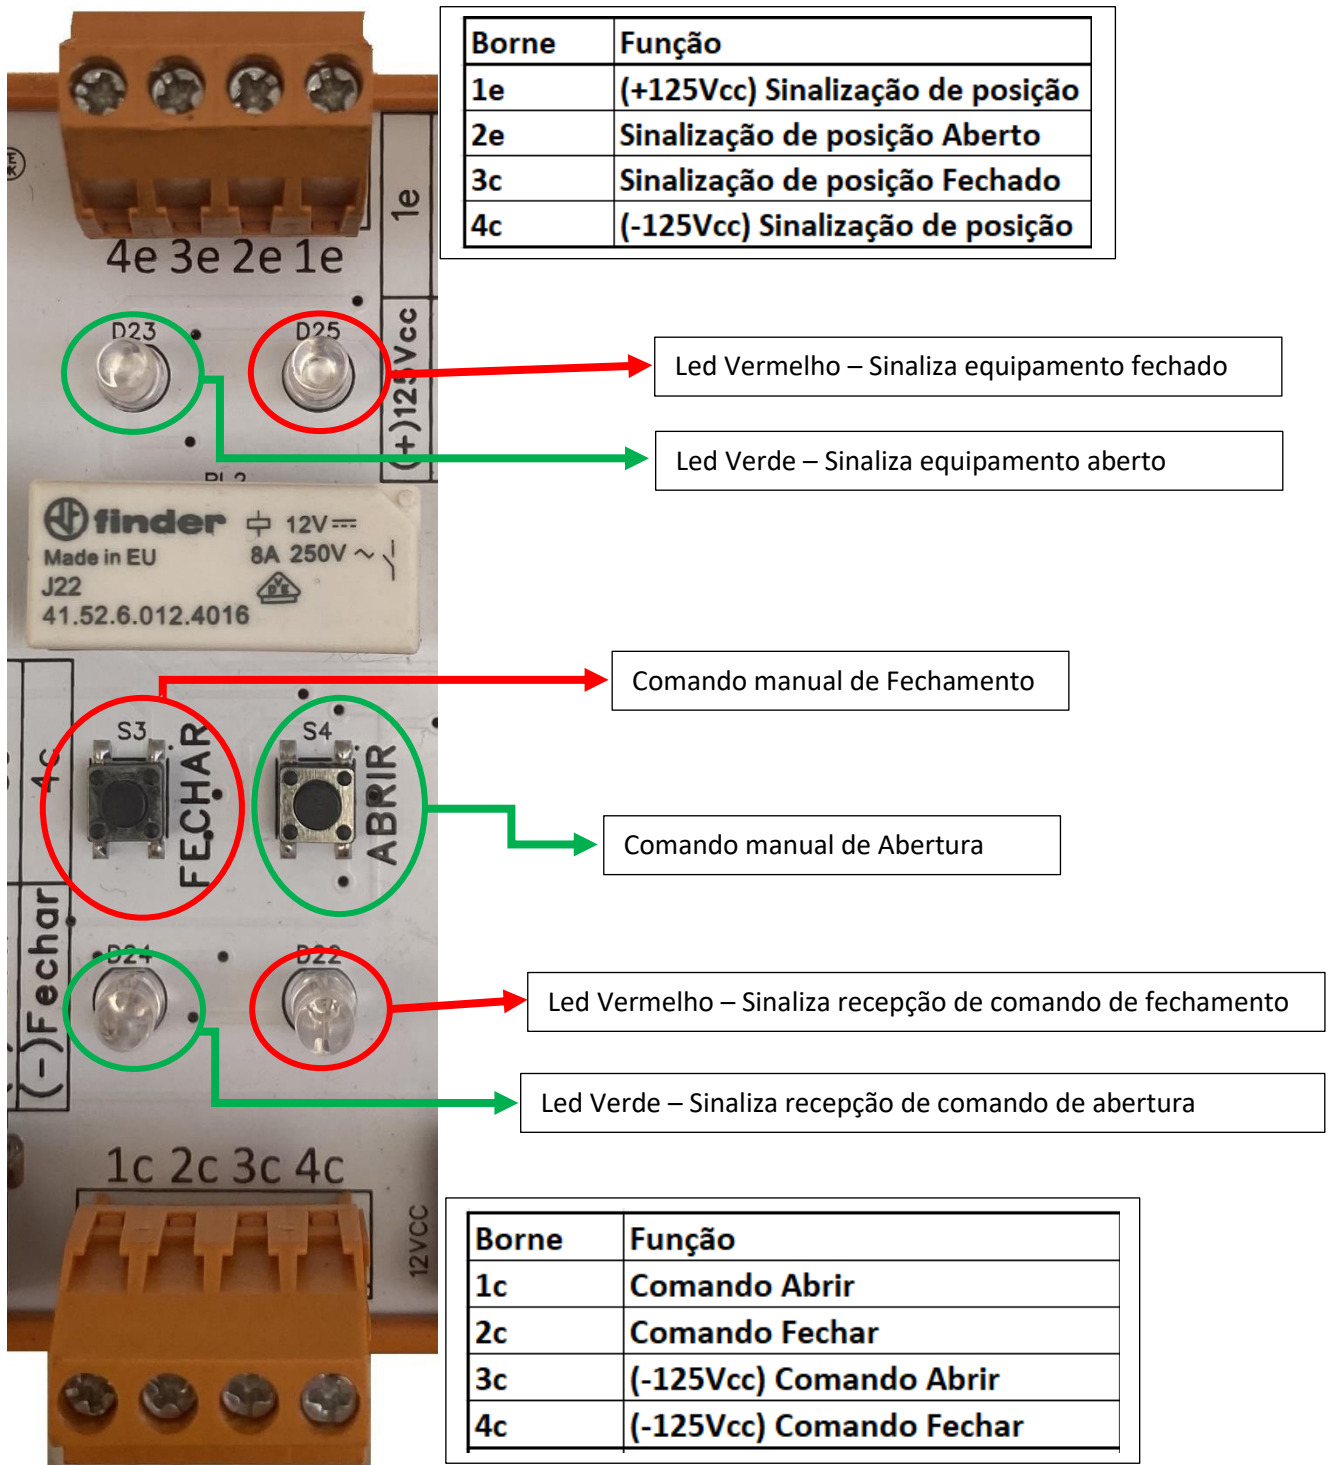 Borne Função
1e (+125Vcc) Sinalização de posição
2e Sinalização de posição Aberto
3c Sinalização de posição Fechado
4c (-125Vcc) Sinalização de posição
1e
4e 3e 2e 1e
(+)125Vcc
D23 D25
Led Vermelho – Sinaliza equipamento fechado
Led Verde – Sinaliza equipamento aberto
finder 12V
Made in EU 8A 250V ~
J22
41.52.6.012.4016
Comando manual de Fechamento
4c
S3 FECHAR S4 ABRIR
Comando manual de Abertura
(-)Fechar
D24 D22
Led Vermelho – Sinaliza recepção de comando de fechamento
Led Verde – Sinaliza recepção de comando de abertura
1c 2c 3c 4c
12VCC
Borne Função
1c Comando Abrir
2c Comando Fechar
3c (-125Vcc) Comando Abrir
4c (-125Vcc) Comando Fechar